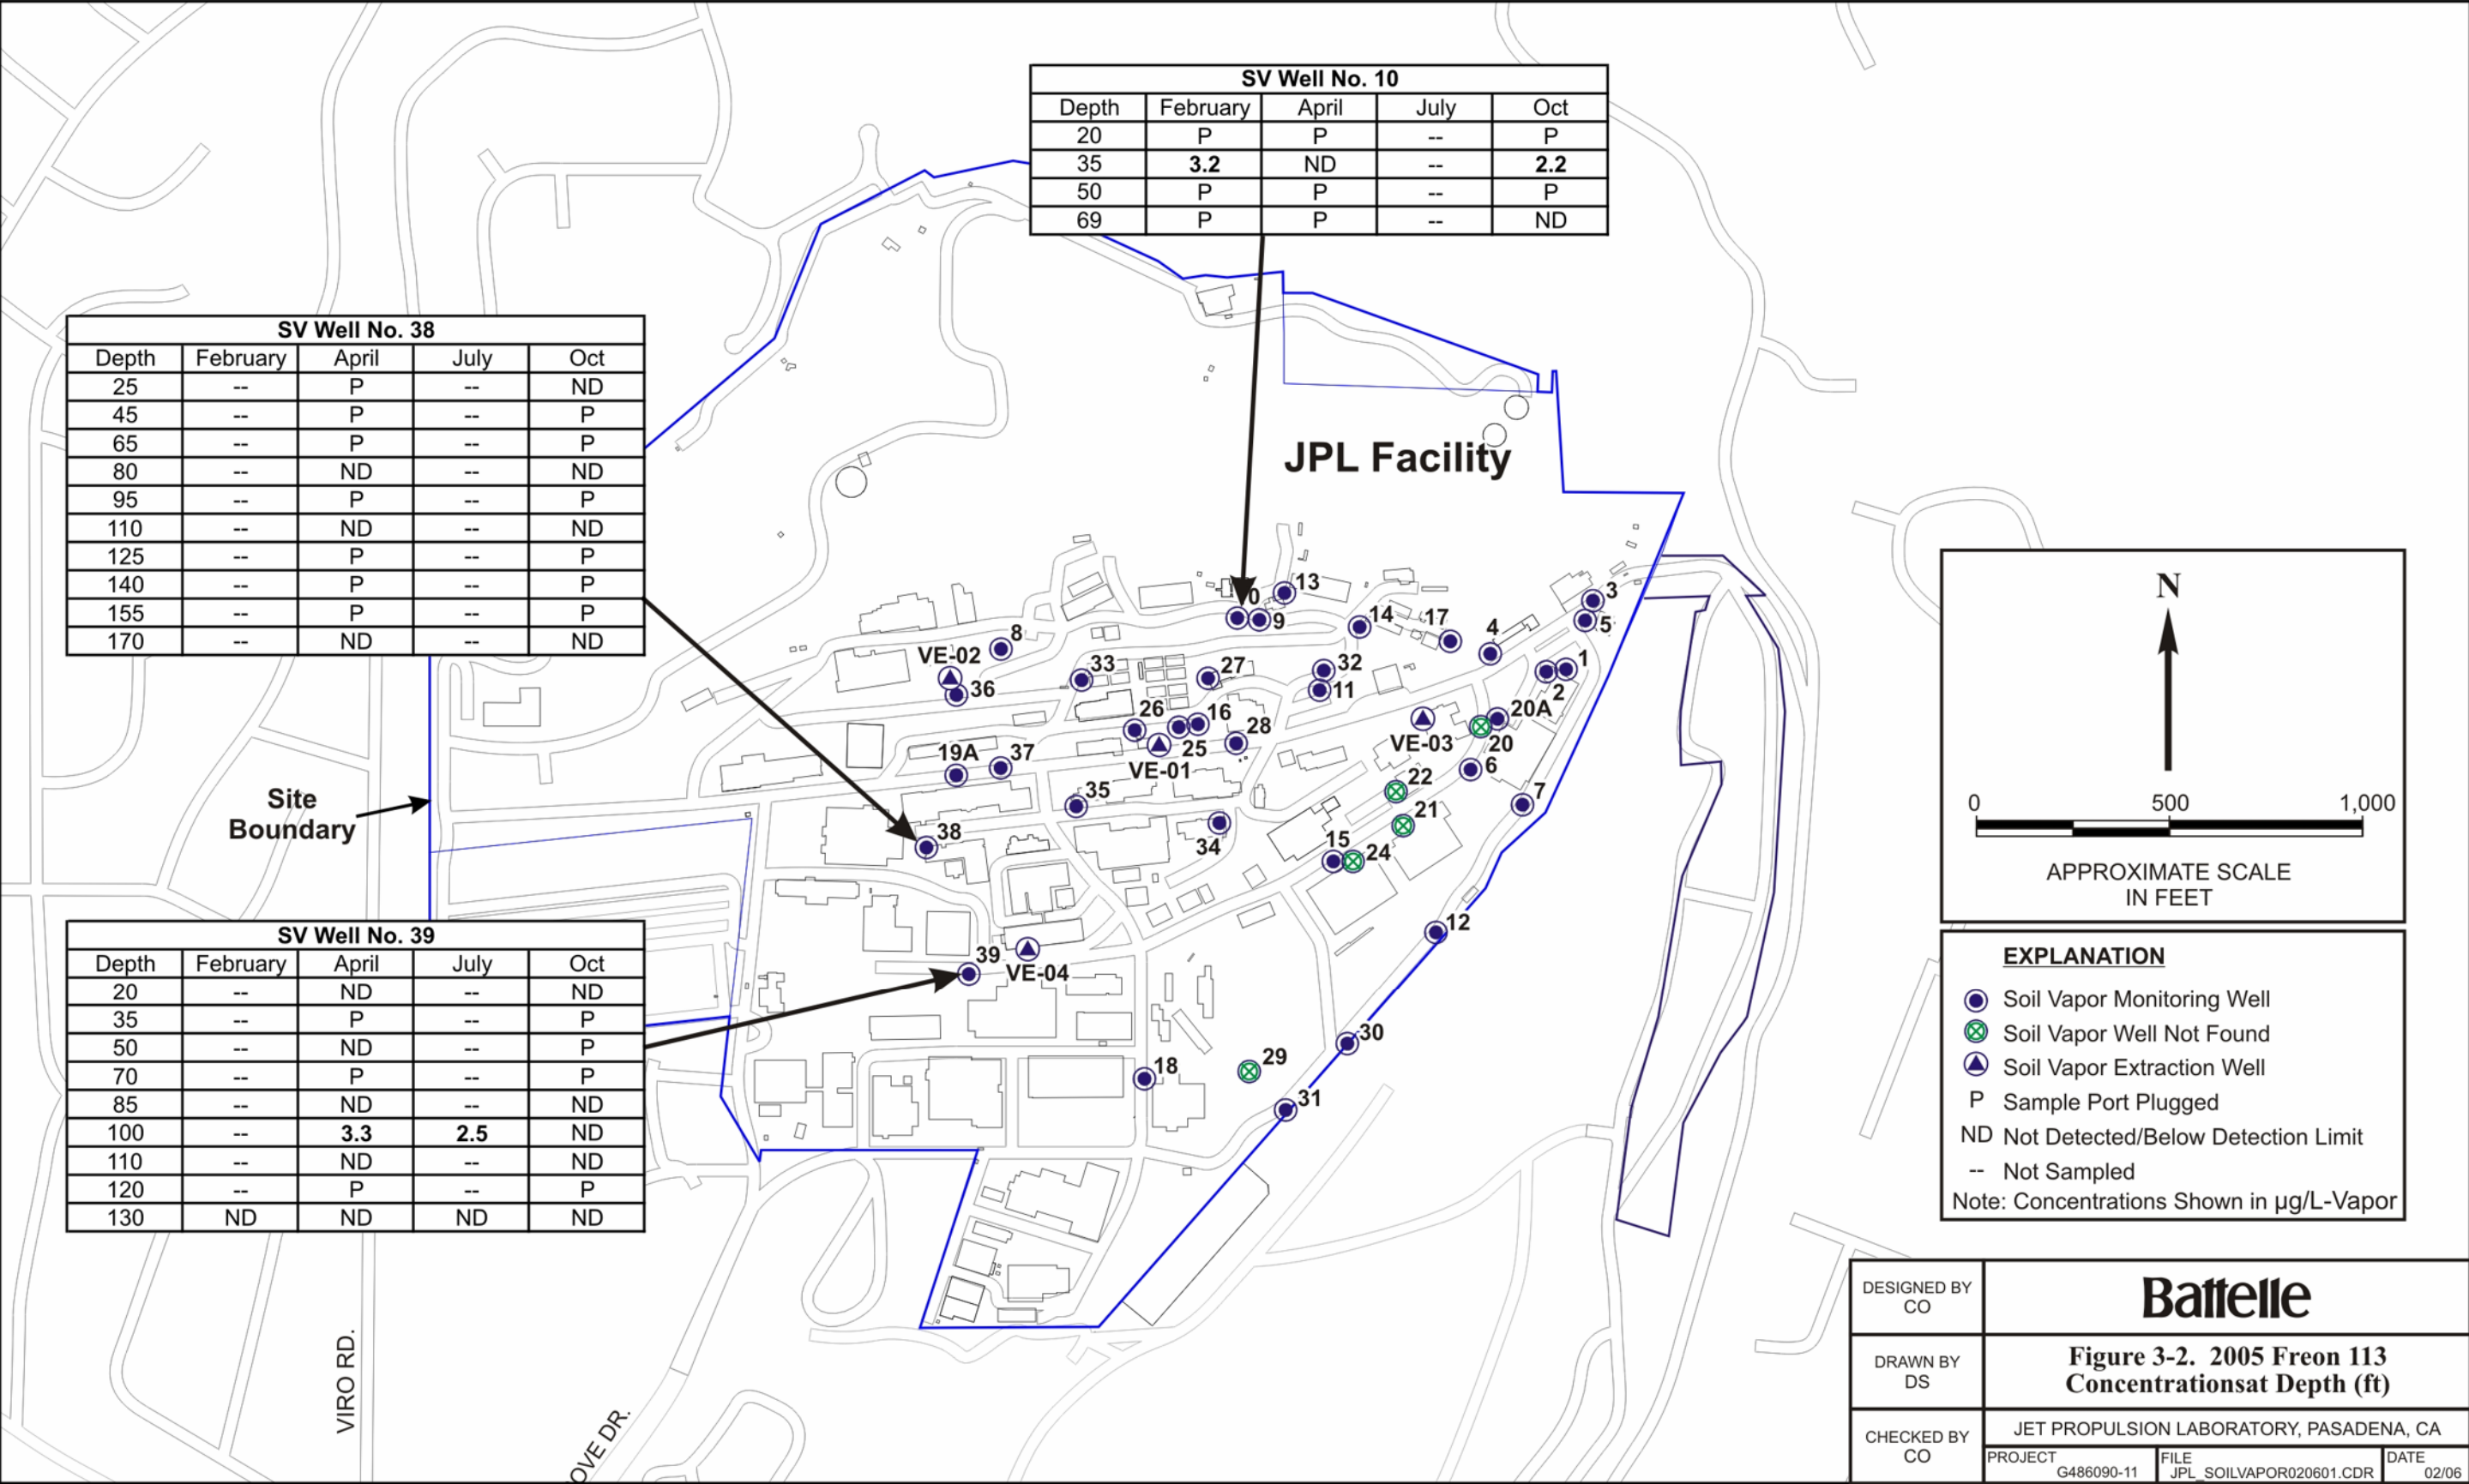 SV Well No. 10
Depth February April July Oct
20 P P -- P
35 3.2 ND -- 2.2
50 P P -- P
69 P P -- ND
SV Well No. 38
Depth February April July Oct
25 -- P -- ND
45 -- P -- P
65 -- P -- P
80 -- ND -- ND
95 -- P -- P
110 -- ND -- ND
125 -- P -- P
140 -- P -- P
155 -- P -- P
170 -- ND -- ND
JPL Facility
13
3
0
9
14
17
4
5
8
VE-02
36
33
27
32
11
1
2
26
16
28
25
VE-01
20A
20
VE-03
19A
37
6
22
7
35
21
Site
Boundary
38
34
15
24
12
39
VE-04
30
29
18
31
SV Well No. 39
Depth February April July Oct
20 -- ND -- ND
35 -- P -- P
50 -- ND -- P
70 -- P -- P
85 -- ND -- ND
100 -- 3.3 2.5 ND
110 -- ND -- ND
120 -- P -- P
130 ND ND ND ND
VIRO RD.
OVE DR.
N
0 500 1,000
APPROXIMATE SCALE
IN FEET
EXPLANATION
Soil Vapor Monitoring Well
Soil Vapor Well Not Found
Soil Vapor Extraction Well
P Sample Port Plugged
ND Not Detected/Below Detection Limit
-- Not Sampled
Note: Concentrations Shown in µg/L-Vapor
DESIGNED BY
CO
Battelle
DRAWN BY
DS
Figure 3-2. 2005 Freon 113
Concentrationsat Depth (ft)
CHECKED BY
CO
JET PROPULSION LABORATORY, PASADENA, CA
PROJECT
G486090-11
FILE
JPL_SOILVAPOR020601.CDR
DATE
02/06